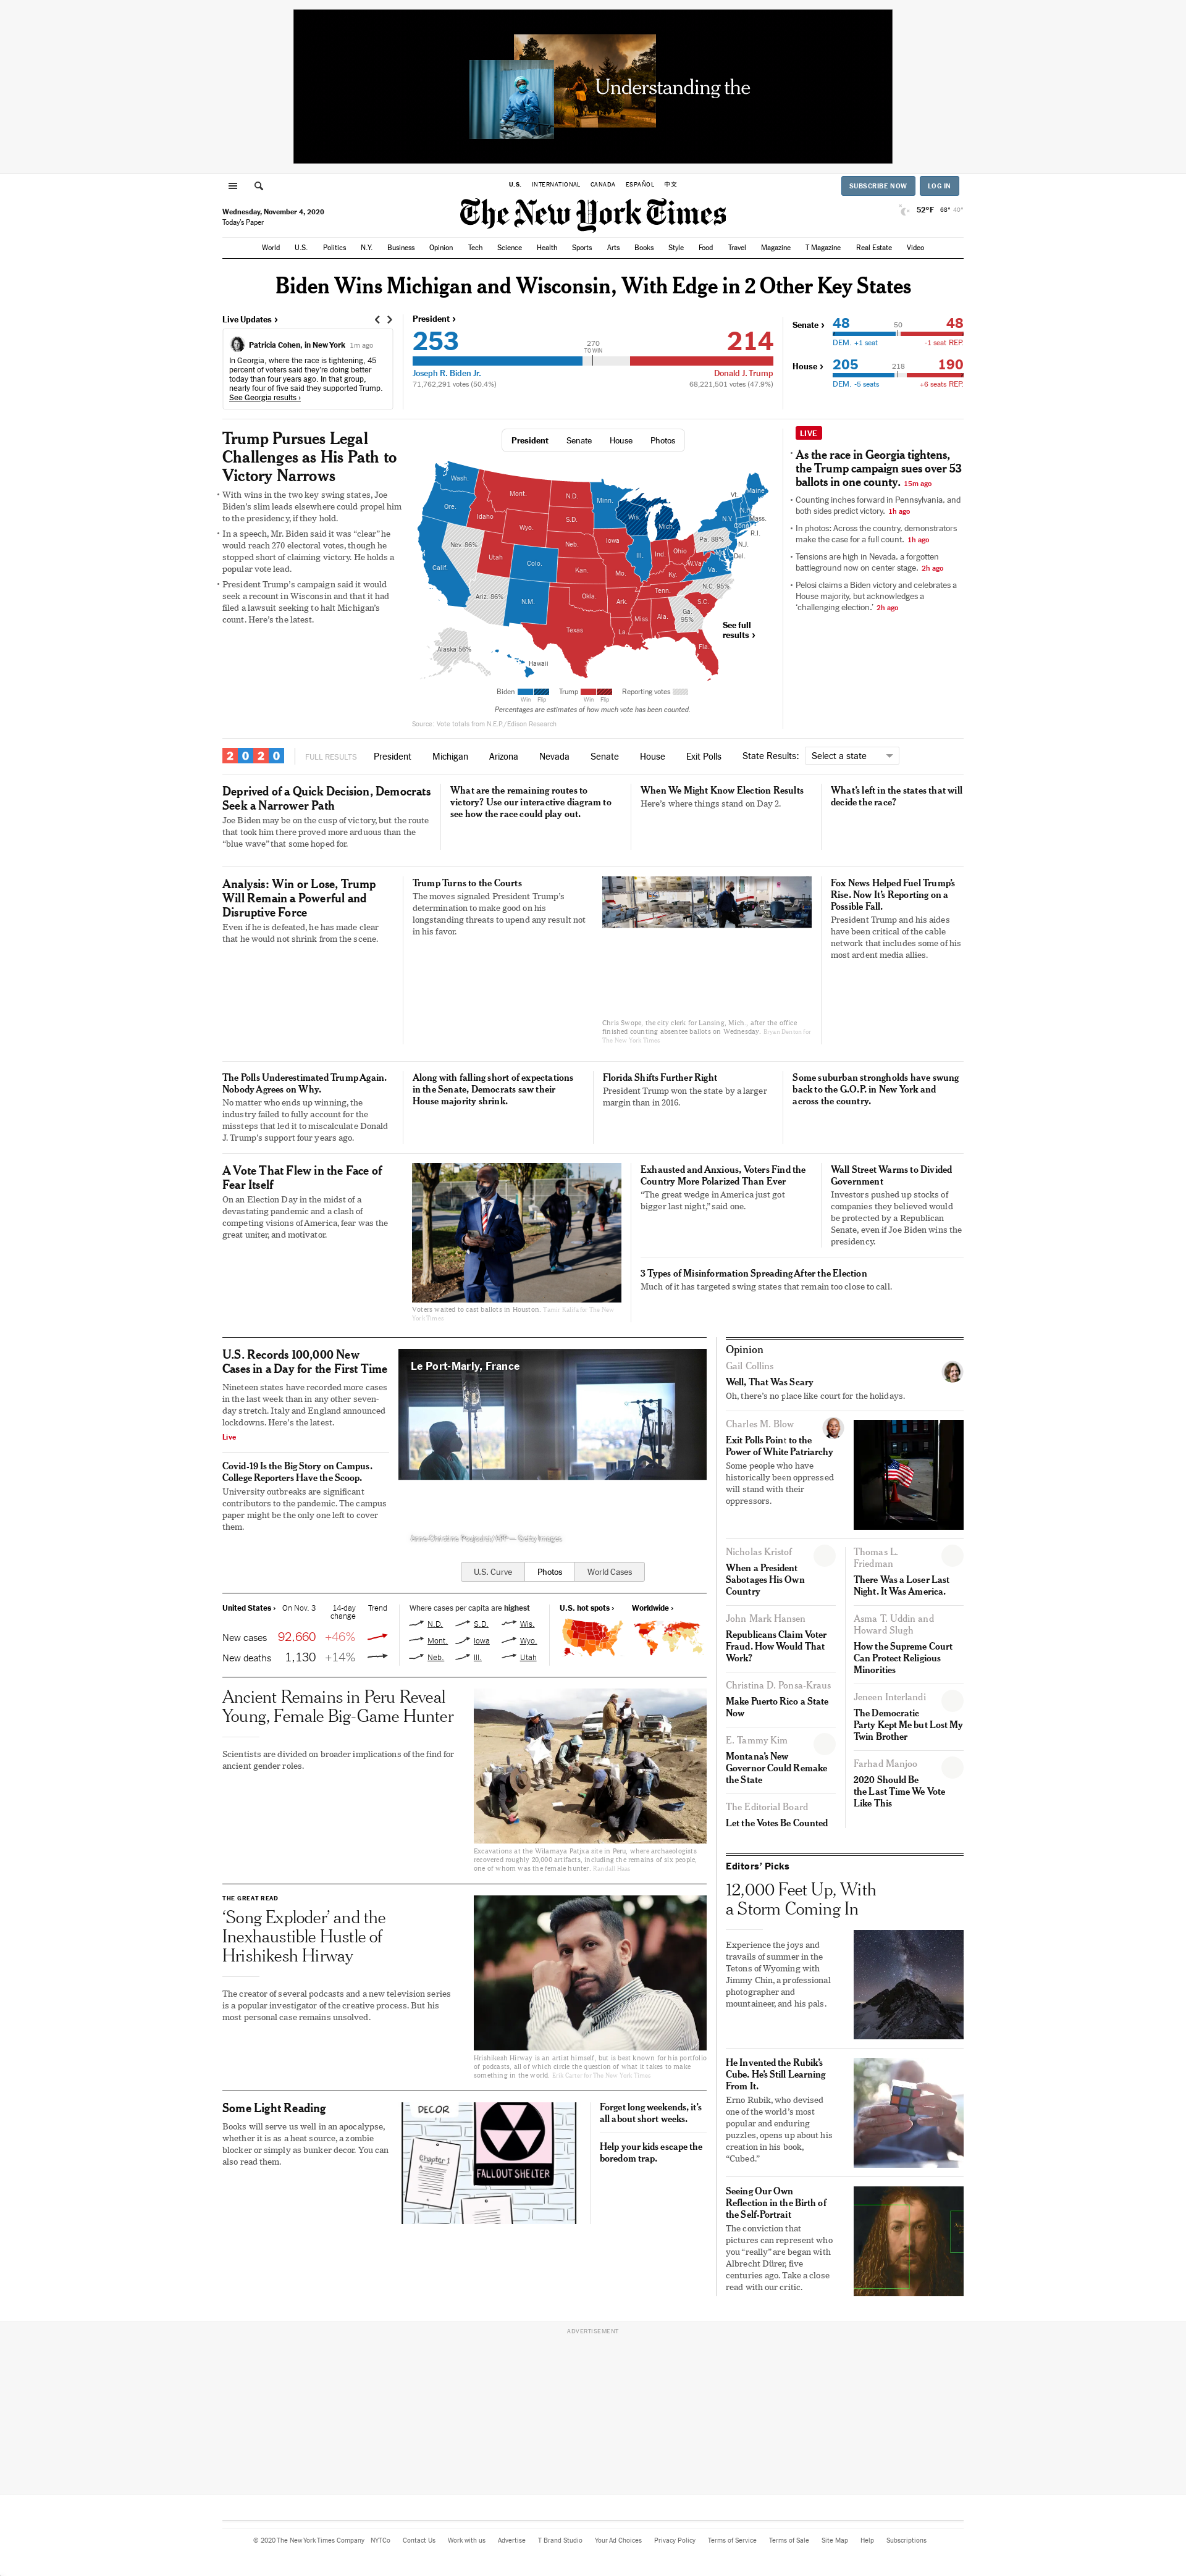 Understanding the
U.S. INTERNATIONAL CANADA ESPAÑOL 中文
SUBSCRIBE NOW LOG IN
Wednesday, November 4, 2020
Today's Paper
The New York Times
52°F 68° 40°
World U.S. Politics N.Y. Business Opinion Tech Science Health Sports Arts Books Style Food Travel Magazine T Magazine Real Estate Video
Biden Wins Michigan and Wisconsin, With Edge in 2 Other Key States
Live Updates ›
Patricia Cohen, in New York 1m ago
In Georgia, where the race is tightening, 45
percent of voters said they're doing better
today than four years ago. In that group,
nearly four of five said they supported Trump.
See Georgia results ›
President ›
253
270
TO WIN
214
Joseph R. Biden Jr.
Donald J. Trump
71,762,291 votes (50.4%)
68,221,501 votes (47.9%)
Senate ›
48 50 48
DEM. +1 seat -1 seat REP.
House ›
205 218 190
DEM. -5 seats +6 seats REP.
Trump Pursues Legal
Challenges as His Path to
Victory Narrows
• With wins in the two key swing states, Joe
Biden's slim leads elsewhere could propel him
to the presidency, if they hold.
• In a speech, Mr. Biden said it was “clear” he
would reach 270 electoral votes, though he
stopped short of claiming victory. He holds a
popular vote lead.
• President Trump's campaign said it would
seek a recount in Wisconsin and that it had
filed a lawsuit seeking to halt Michigan's
count. Here's the latest.
President Senate House Photos
Wash.
Ore.
Calif.
Nev. 86%
Idaho
Mont.
Wyo.
Utah
Colo.
Ariz. 86%
N.M.
N.D.
S.D.
Neb.
Kan.
Okla.
Texas
Minn.
Iowa
Mo.
Ark.
La.
Wis.
Ill.
Mich.
Ind.
Ohio
Ky.
Tenn.
Miss.
Ala.
Ga.
95%
Fla.
S.C.
N.C. 95%
Va.
W.Va.
Pa. 88%
N.Y.
Vt.
Maine
Mass.
R.I.
Conn.
N.J.
Del.
Alaska 56%
Hawaii
See full
results ›
Biden Trump Reporting votes
Win Flip Win Flip
Percentages are estimates of how much vote has been counted.
Source: Vote totals from N.E.P./Edison Research
LIVE
• As the race in Georgia tightens,
the Trump campaign sues over 53
ballots in one county. 15m ago
• Counting inches forward in Pennsylvania, and
both sides predict victory. 1h ago
• In photos: Across the country, demonstrators
make the case for a full count. 1h ago
• Tensions are high in Nevada, a forgotten
battleground now on center stage. 2h ago
• Pelosi claims a Biden victory and celebrates a
House majority, but acknowledges a
‘challenging election.’ 2h ago
2020 FULL RESULTS President Michigan Arizona Nevada Senate House Exit Polls State Results: Select a state
Deprived of a Quick Decision, Democrats
Seek a Narrower Path
Joe Biden may be on the cusp of victory, but the route
that took him there proved more arduous than the
“blue wave” that some hoped for.
What are the remaining routes to
victory? Use our interactive diagram to
see how the race could play out.
When We Might Know Election Results
Here's where things stand on Day 2.
What's left in the states that will
decide the race?
Analysis: Win or Lose, Trump
Will Remain a Powerful and
Disruptive Force
Even if he is defeated, he has made clear
that he would not shrink from the scene.
Trump Turns to the Courts
The moves signaled President Trump's
determination to make good on his
longstanding threats to upend any result not
in his favor.
Chris Swope, the city clerk for Lansing, Mich., after the office
finished counting absentee ballots on Wednesday. Bryan Denton for
The New York Times
Fox News Helped Fuel Trump's
Rise. Now It's Reporting on a
Possible Fall.
President Trump and his aides
have been critical of the cable
network that includes some of his
most ardent media allies.
The Polls Underestimated Trump Again.
Nobody Agrees on Why.
No matter who ends up winning, the
industry failed to fully account for the
missteps that led it to miscalculate Donald
J. Trump's support four years ago.
Along with falling short of expectations
in the Senate, Democrats saw their
House majority shrink.
Florida Shifts Further Right
President Trump won the state by a larger
margin than in 2016.
Some suburban strongholds have swung
back to the G.O.P. in New York and
across the country.
A Vote That Flew in the Face of
Fear Itself
On an Election Day in the midst of a
devastating pandemic and a clash of
competing visions of America, fear was the
great uniter, and motivator.
Voters waited to cast ballots in Houston. Tamir Kalifa for The New
York Times
Exhausted and Anxious, Voters Find the
Country More Polarized Than Ever
“The great wedge in America just got
bigger last night,” said one.
Wall Street Warms to Divided
Government
Investors pushed up stocks of
companies they believed would
be protected by a Republican
Senate, even if Joe Biden wins the
presidency.
3 Types of Misinformation Spreading After the Election
Much of it has targeted swing states that remain too close to call.
U.S. Records 100,000 New
Cases in a Day for the First Time
Nineteen states have recorded more cases
in the last week than in any other seven-
day stretch. Italy and England announced
lockdowns. Here's the latest.
Live
Covid-19 Is the Big Story on Campus.
College Reporters Have the Scoop.
University outbreaks are significant
contributors to the pandemic. The campus
paper might be the only one left to cover
them.
Le Port-Marly, France
Anne-Christine Poujoulat/AFP — Getty Images
U.S. Curve Photos World Cases
United States › On Nov. 3 14-day
change Trend
New cases 92,660 +46%
New deaths 1,130 +14%
Where cases per capita are highest
N.D. S.D. Wis.
Mont. Iowa Wyo.
Neb. Ill. Utah
U.S. hot spots › Worldwide ›
Ancient Remains in Peru Reveal
Young, Female Big-Game Hunter
Scientists are divided on broader implications of the find for
ancient gender roles.
Excavations at the Wilamaya Patjxa site in Peru, where archaeologists
recovered roughly 20,000 artifacts, including the remains of six people,
one of whom was the female hunter. Randall Haas
THE GREAT READ
‘Song Exploder’ and the
Inexhaustible Hustle of
Hrishikesh Hirway
The creator of several podcasts and a new television series
is a popular investigator of the creative process. But his
most personal case remains unsolved.
Hrishikesh Hirway is an artist himself, but is best known for his portfolio
of podcasts, all of which circle the question of what it takes to make
something in the world. Erik Carter for The New York Times
Some Light Reading
Books will serve us well in an apocalypse,
whether it is as a heat source, a zombie
blocker or simply as bunker decor. You can
also read them.
DECOR
Chapter 1
FALLOUT SHELTER
Forget long weekends, it's
all about short weeks.
Help your kids escape the
boredom trap.
Opinion
Gail Collins
Well, That Was Scary
Oh, there's no place like court for the holidays.
Charles M. Blow
Exit Polls Point to the
Power of White Patriarchy
Some people who have
historically been oppressed
will stand with their
oppressors.
Nicholas Kristof
When a President
Sabotages His Own
Country
John Mark Hansen
Republicans Claim Voter
Fraud. How Would That
Work?
Christina D. Ponsa-Kraus
Make Puerto Rico a State
Now
E. Tammy Kim
Montana's New
Governor Could Remake
the State
The Editorial Board
Let the Votes Be Counted
Thomas L.
Friedman
There Was a Loser Last
Night. It Was America.
Asma T. Uddin and
Howard Slugh
How the Supreme Court
Can Protect Religious
Minorities
Jeneen Interlandi
The Democratic
Party Kept Me but Lost My
Twin Brother
Farhad Manjoo
2020 Should Be
the Last Time We Vote
Like This
Editors' Picks
12,000 Feet Up, With
a Storm Coming In
Experience the joys and
travails of summer in the
Tetons of Wyoming with
Jimmy Chin, a professional
photographer and
mountaineer, and his pals.
He Invented the Rubik's
Cube. He's Still Learning
From It.
Erno Rubik, who devised
one of the world's most
popular and enduring
puzzles, opens up about his
creation in his book,
“Cubed.”
Seeing Our Own
Reflection in the Birth of
the Self-Portrait
The conviction that
pictures can represent who
you “really” are began with
Albrecht Dürer, five
centuries ago. Take a close
read with our critic.
ADVERTISEMENT
© 2020 The New York Times Company NYTCo Contact Us Work with us Advertise T Brand Studio Your Ad Choices Privacy Policy Terms of Service Terms of Sale Site Map Help Subscriptions